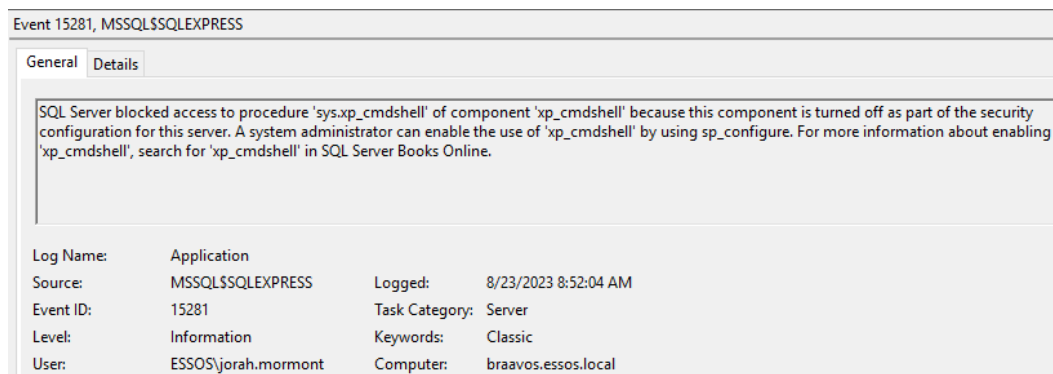 Event 15281, MSSQL$SQLEXPRESS
General Details
SQL Server blocked access to procedure 'sys.xp_cmdshell' of component 'xp_cmdshell' because this component is turned off as part of the security
configuration for this server. A system administrator can enable the use of 'xp_cmdshell' by using sp_configure. For more information about enabling
'xp_cmdshell', search for 'xp_cmdshell' in SQL Server Books Online.
Log Name: Application
Source: MSSQL$SQLEXPRESS Logged: 8/23/2023 8:52:04 AM
Event ID: 15281 Task Category: Server
Level: Information Keywords: Classic
User: ESSOS\jorah.mormont Computer: braavos.essos.local